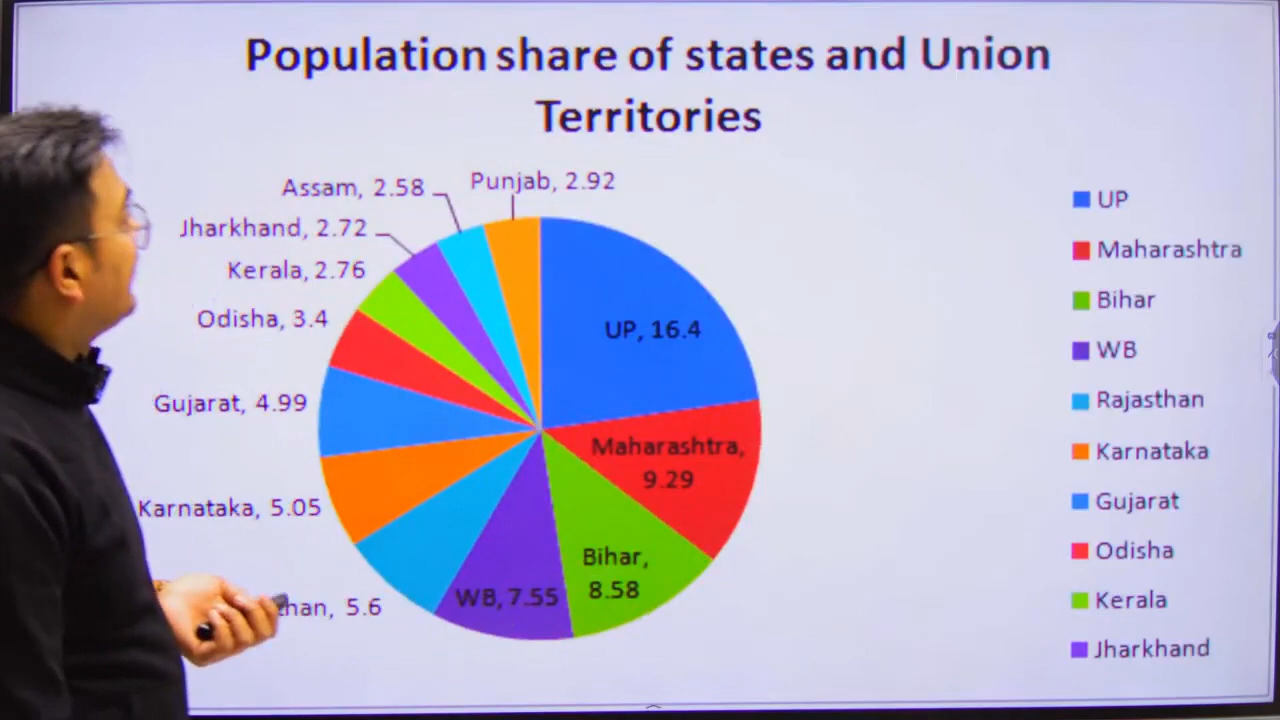 Population share of states and Union
Territories
Assam, 2.58
Punjab, 2.92
Jharkhand, 2.72
Kerala, 2.76
Odisha, 3.4
Gujarat, 4.99
Karnataka, 5.05
5.6
UP, 16.4
Maharashtra,
9.29
Bihar,
8.58
WB, 7.55
UP
Maharashtra
Bihar
WB
Rajasthan
Karnataka
Gujarat
Odisha
Kerala
Jharkhand